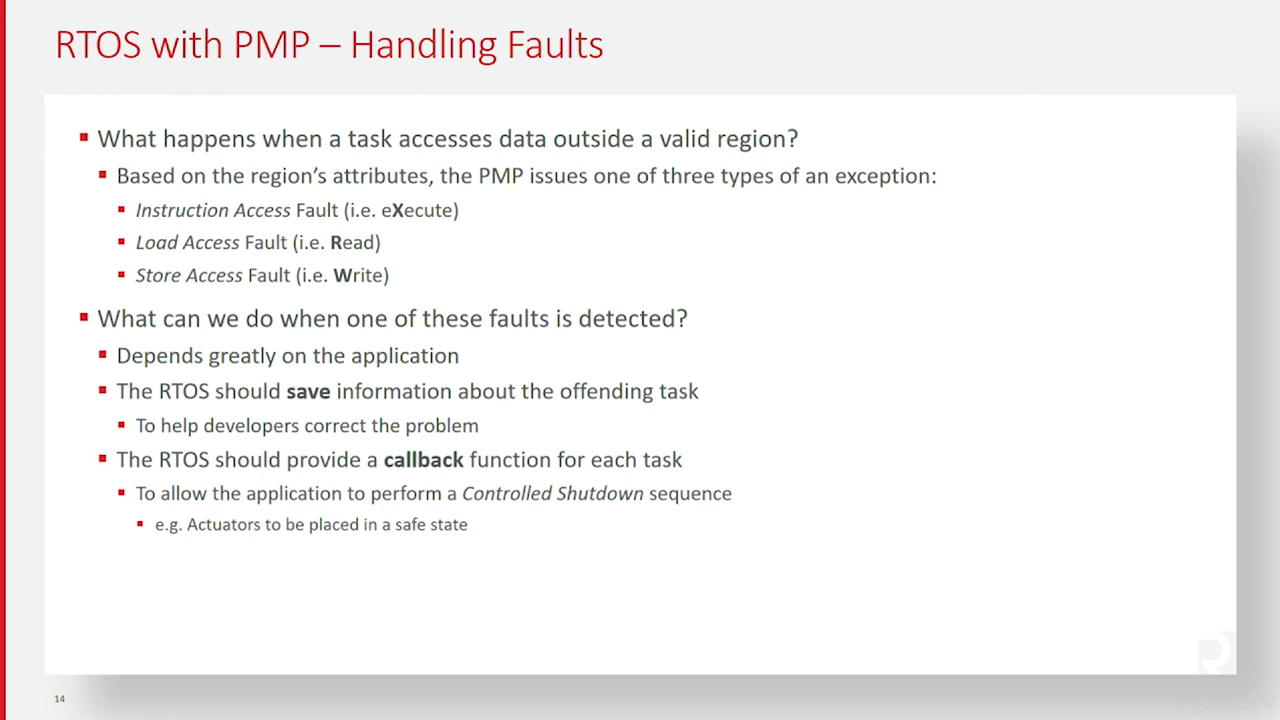 RTOS with PMP – Handling Faults
What happens when a task accesses data outside a valid region?
Based on the region's attributes, the PMP issues one of three types of an exception:
Instruction Access Fault (i.e. eXecute)
Load Access Fault (i.e. Read)
Store Access Fault (i.e. Write)
What can we do when one of these faults is detected?
Depends greatly on the application
The RTOS should save information about the offending task
To help developers correct the problem
The RTOS should provide a callback function for each task
To allow the application to perform a Controlled Shutdown sequence
e.g. Actuators to be placed in a safe state
14